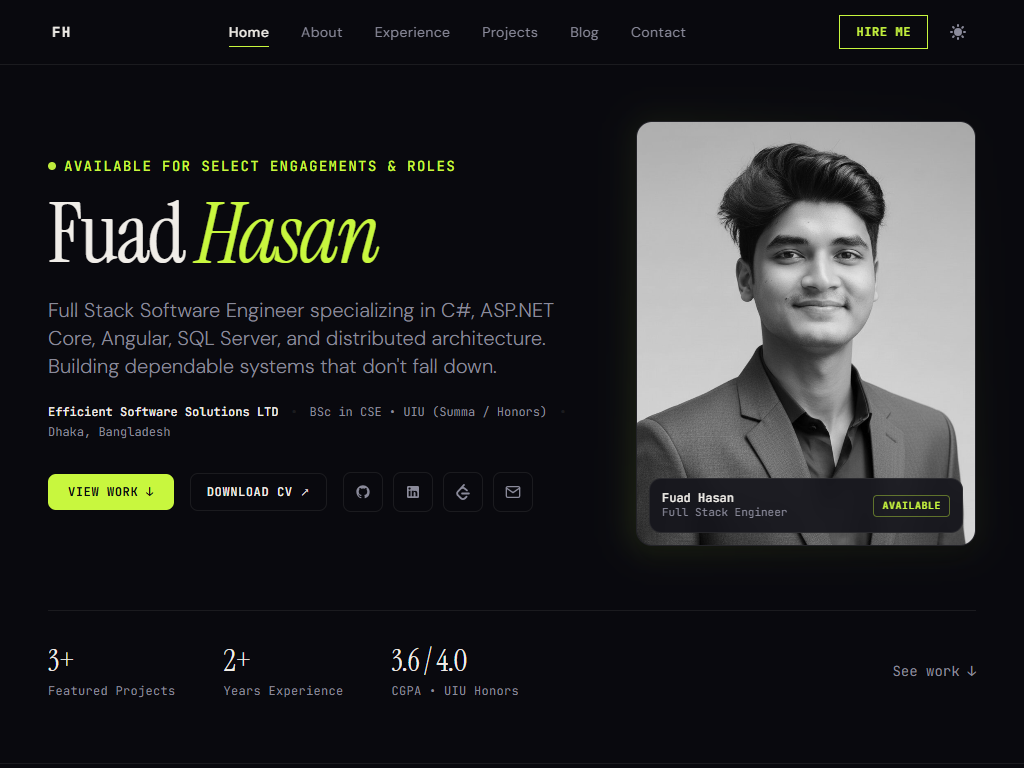 FH
Home
About
Experience
Projects
Blog
Contact
HIRE ME
AVAILABLE FOR SELECT ENGAGEMENTS & ROLES
Fuad Hasan
Full Stack Software Engineer specializing in C#, ASP.NET
Core, Angular, SQL Server, and distributed architecture.
Building dependable systems that don't fall down.
Efficient Software Solutions LTD • BSc in CSE • UIU (Summa / Honors) •
Dhaka, Bangladesh
VIEW WORK ↓
DOWNLOAD CV ↗
Fuad Hasan
Full Stack Engineer
AVAILABLE
3+
Featured Projects
2+
Years Experience
3.6 / 4.0
CGPA • UIU Honors
See work ↓